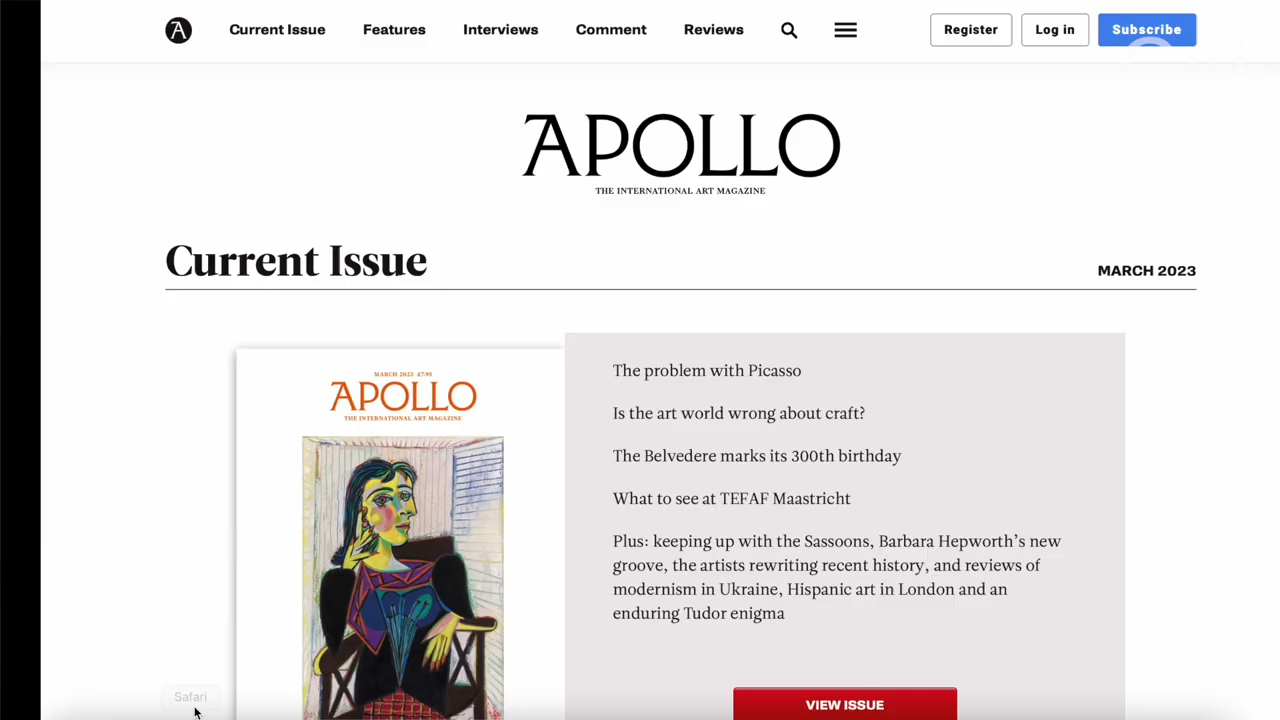 Current Issue Features Interviews Comment Reviews Register Log in Subscribe
APOLLO
THE INTERNATIONAL ART MAGAZINE
Current Issue
MARCH 2023
MARCH 2023 £7.95
APOLLO
THE INTERNATIONAL ART MAGAZINE
The problem with Picasso
Is the art world wrong about craft?
The Belvedere marks its 300th birthday
What to see at TEFAF Maastricht
Plus: keeping up with the Sassoons, Barbara Hepworth's new
groove, the artists rewriting recent history, and reviews of
modernism in Ukraine, Hispanic art in London and an
enduring Tudor enigma
VIEW ISSUE
Safari